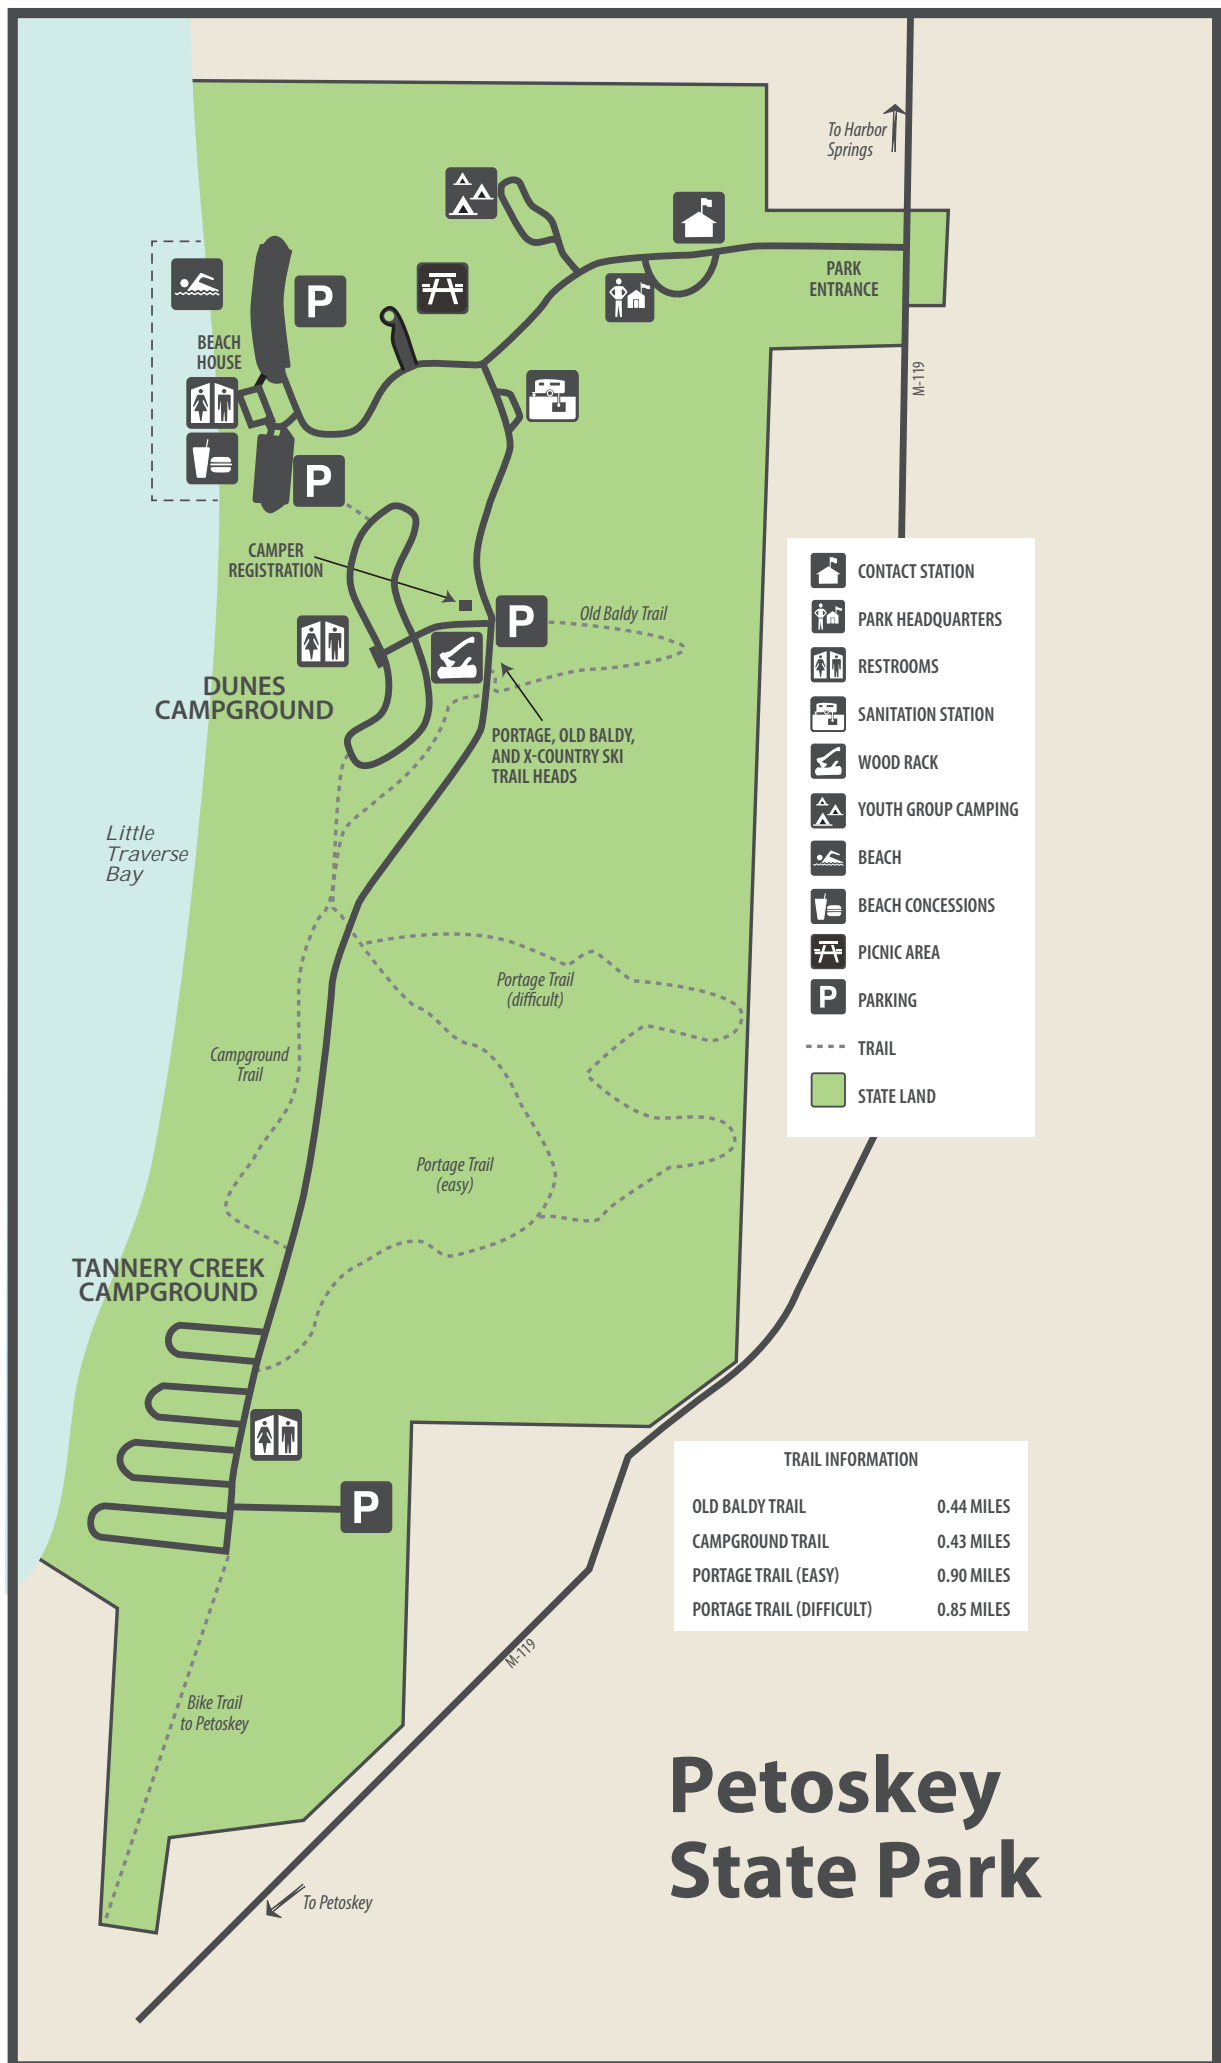 To Harbor
Springs
PARK
ENTRANCE
M-119
P
BEACH
HOUSE
P
CAMPER
REGISTRATION
P
Old Baldy Trail
DUNES
CAMPGROUND
PORTAGE, OLD BALDY,
AND X-COUNTRY SKI
TRAIL HEADS
Little
Traverse
Bay
CONTACT STATION
PARK HEADQUARTERS
RESTROOMS
SANITATION STATION
WOOD RACK
YOUTH GROUP CAMPING
BEACH
BEACH CONCESSIONS
PICNIC AREA
P PARKING
TRAIL
STATE LAND
Portage Trail
(difficult)
Campground
Trail
Portage Trail
(easy)
TANNERY CREEK
CAMPGROUND
P
TRAIL INFORMATION
OLD BALDY TRAIL 0.44 MILES
CAMPGROUND TRAIL 0.43 MILES
PORTAGE TRAIL (EASY) 0.90 MILES
PORTAGE TRAIL (DIFFICULT) 0.85 MILES
M-119
Bike Trail
to Petoskey
To Petoskey
Petoskey
State Park